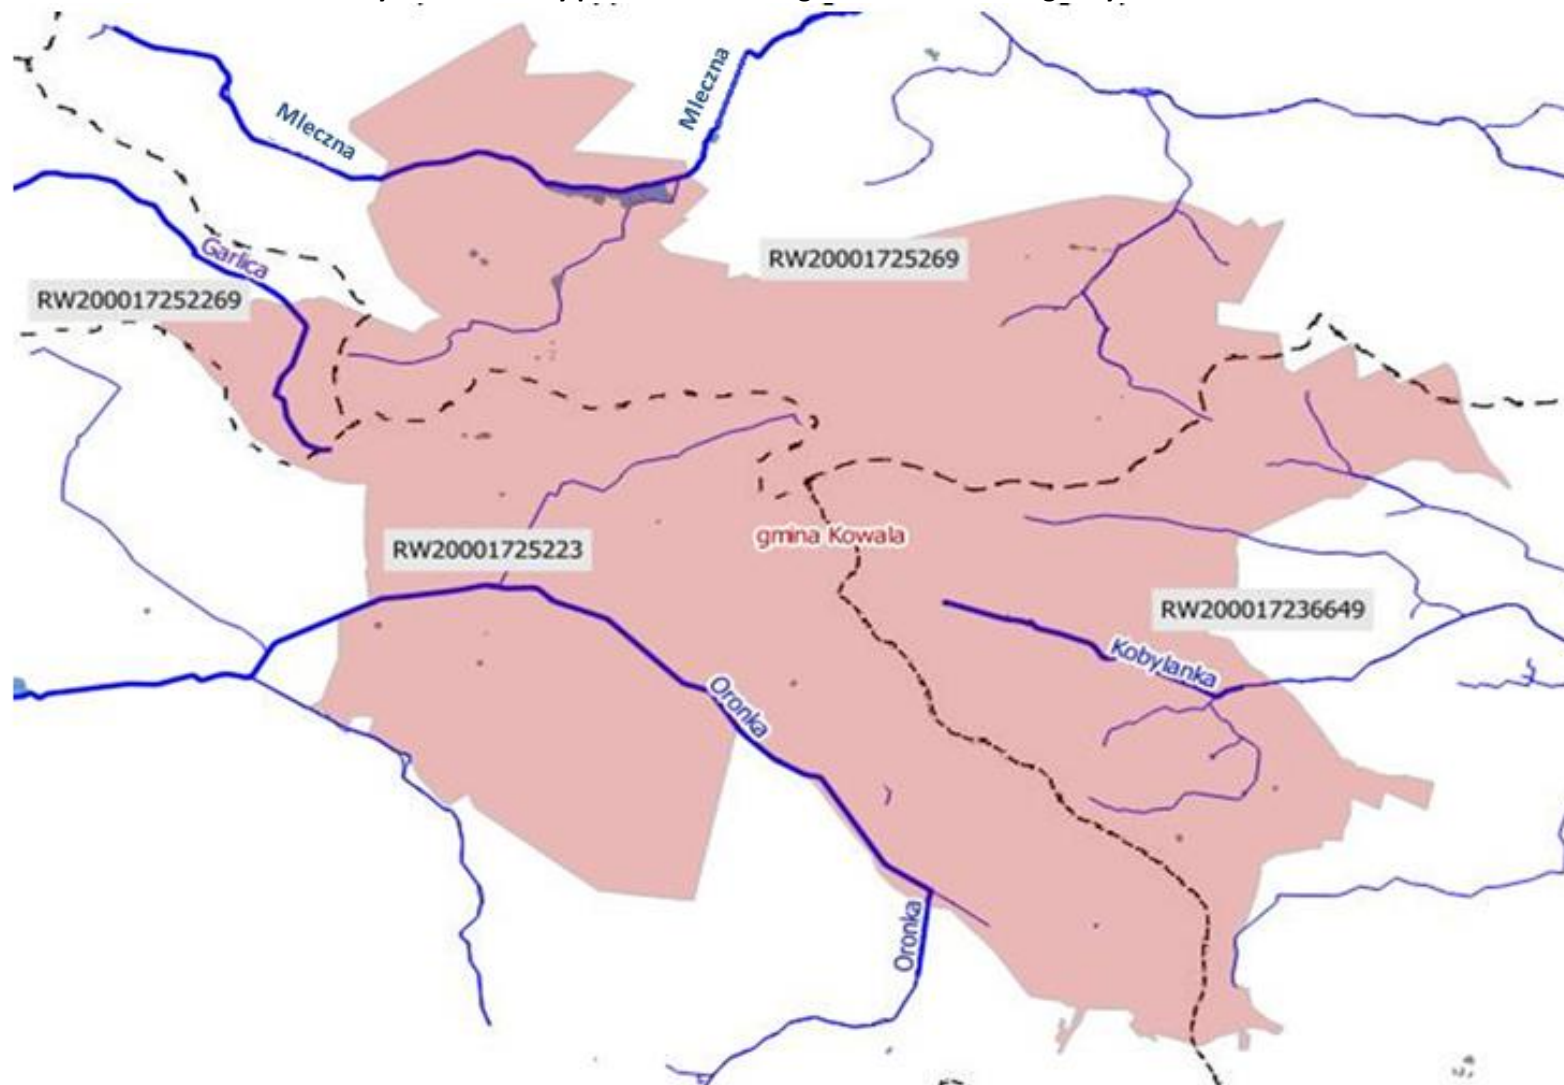 Mleczna
Mleczna
Garlica
RW20001725269
RW200017252269
gmina Kowala
RW20001725223
RW200017236649
Kobylanka
Oronka
Oronka